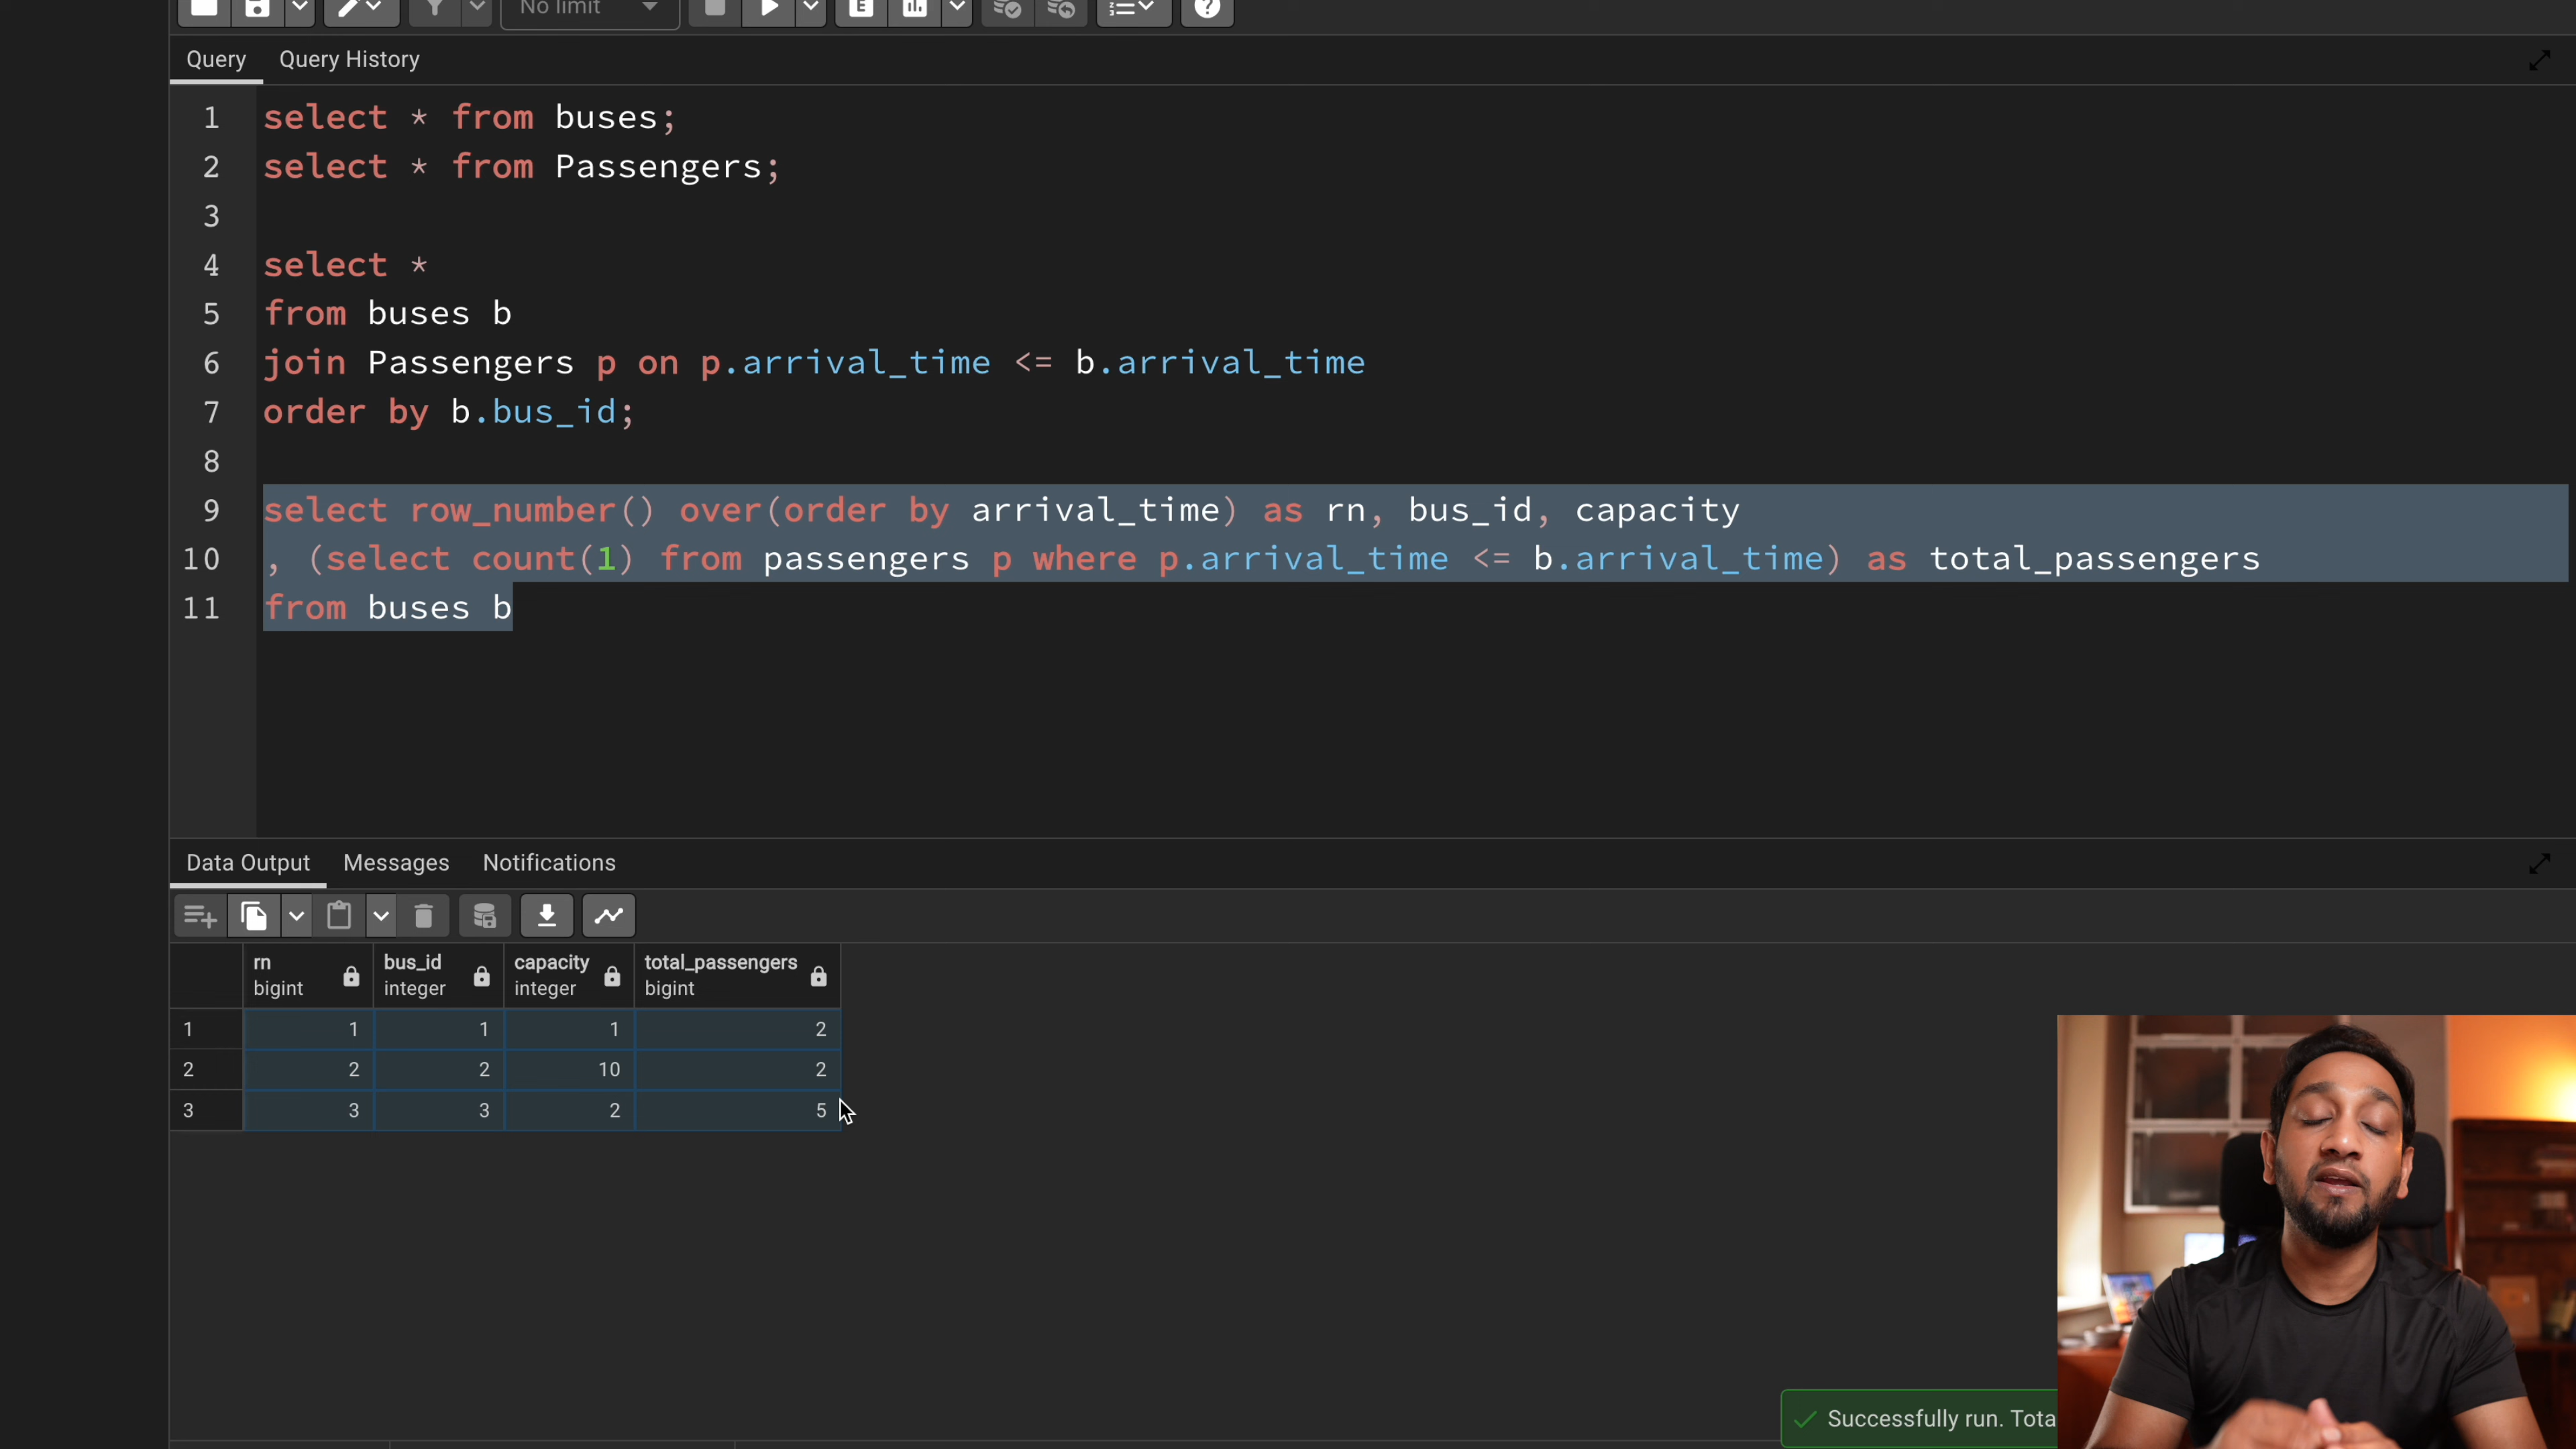 No limit
Query Query History
1 select * from buses;
2 select * from Passengers;
3
4 select *
5 from buses b
6 join Passengers p on p.arrival_time <= b.arrival_time
7 order by b.bus_id;
8
9 select row_number() over(order by arrival_time) as rn, bus_id, capacity
10 , (select count(1) from passengers p where p.arrival_time <= b.arrival_time) as total_passengers
11 from buses b
Data Output Messages Notifications
rn bus_id capacity total_passengers
bigint integer integer bigint
1 1 1 1 2
2 2 2 10 2
3 3 3 2 5
Successfully run. Tota